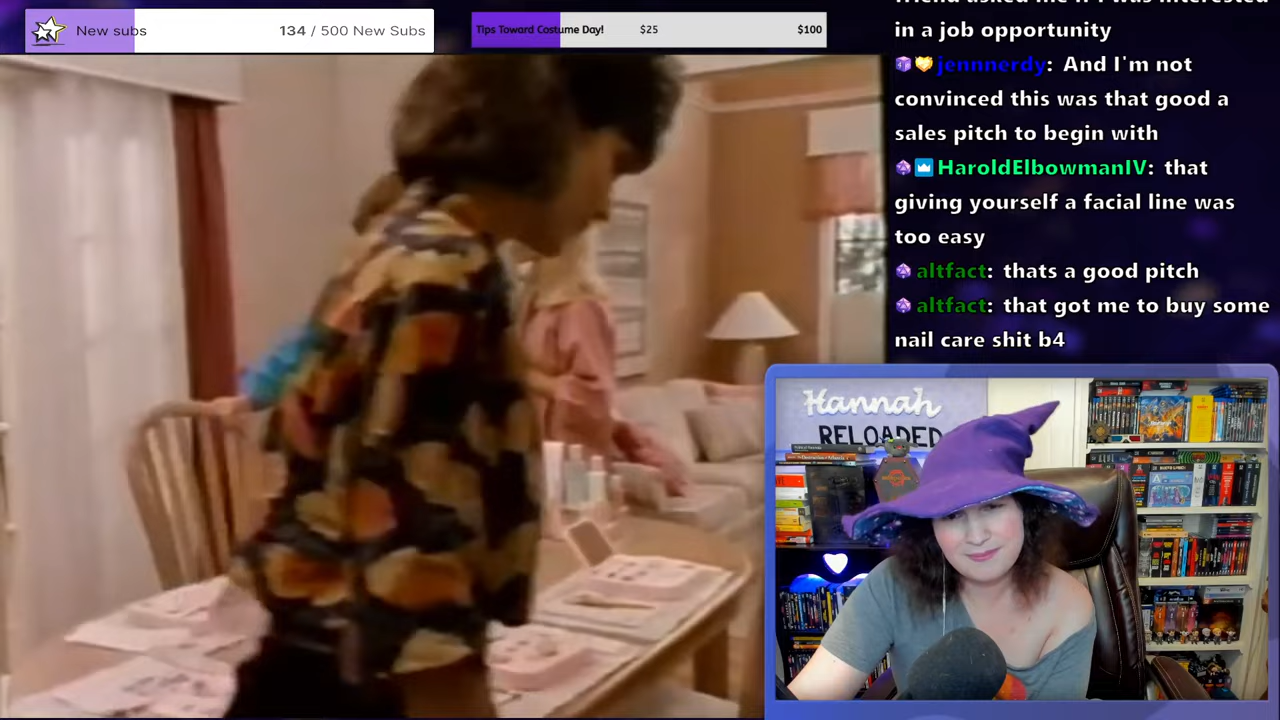 New subs
134 / 500 New Subs
Tips Toward Costume Day!
$25
$100
in a job opportunity
jennnerdy: And I'm not
convinced this was that good a
sales pitch to begin with
HaroldElbowmanIV: that
giving yourself a facial line was
too easy
altfact: thats a good pitch
altfact: that got me to buy some
nail care shit b4
Hannah
RELOADED